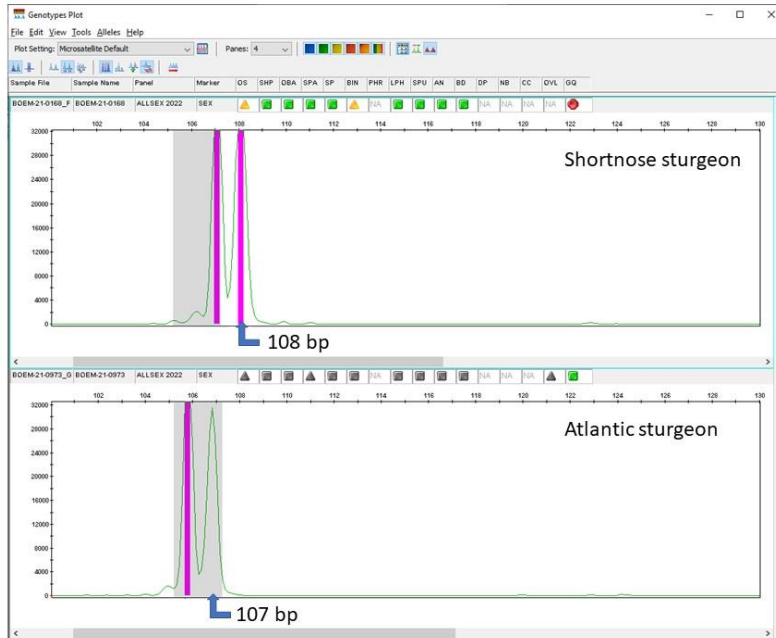 Genotypes Plot
File Edit View Tools Alleles Help
Plot Setting: Microsatellite Default Panes: 4
Sample File Sample Name Panel Marker OS SHP OBA SPA SP BIN PHR LPH SPU AN BD DP NB CC OVL GQ
BOEM-21-0168_F BOEM-21-0168 ALLSEX 2022 SEX NA NA NA NA NA
102 104 106 108 110 112 114 116 118 120 122 124 126 128 130
32000
28000
24000
20000
16000
12000
8000
4000
0
Shortnose sturgeon
108 bp
BOEM-21-0973_G BOEM-21-0973 ALLSEX 2022 SEX NA NA NA NA
102 104 106 108 110 112 114 116 118 120 122 124 126 128 130
32000
28000
24000
20000
16000
12000
8000
4000
0
Atlantic sturgeon
107 bp